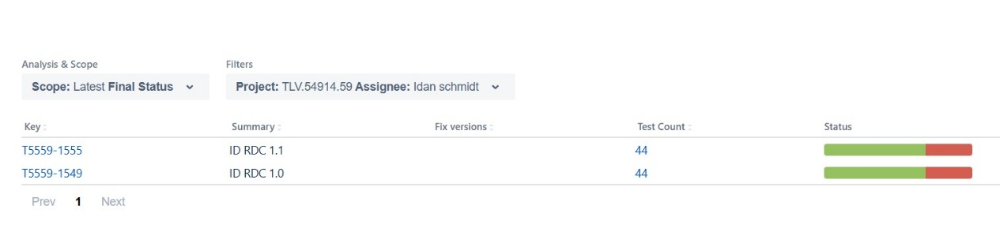 Analysis & Scope Filters
Scope: Latest Final Status Project: TLV.54914.59 Assignee: Idan schmidt
Key Summary Fix versions Test Count Status
T5559-1555 ID RDC 1.1 44
T5559-1549 ID RDC 1.0 44
Prev 1 Next